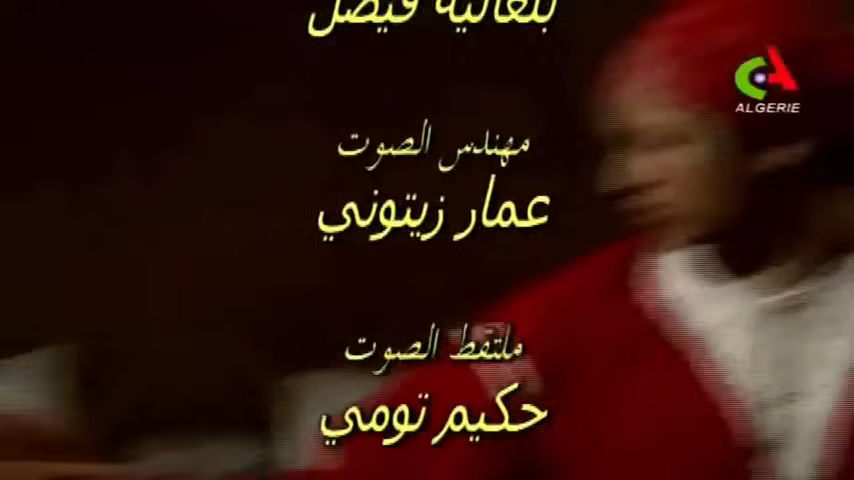 بلعالية فيصل
ALGERIE
مهندس الصوت
عمار زيتوني
ملتقط الصوت
حكيم تومي